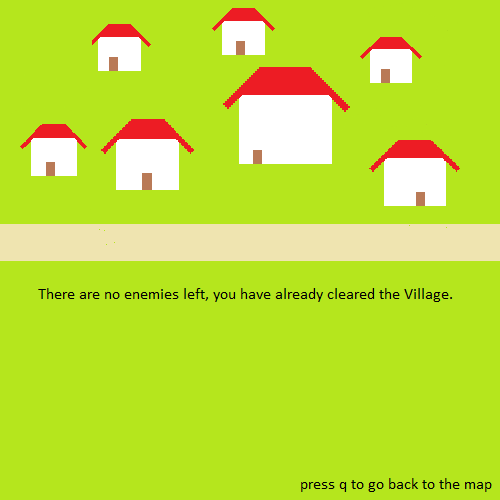 There are no enemies left, you have already cleared the Village.
press q to go back to the map